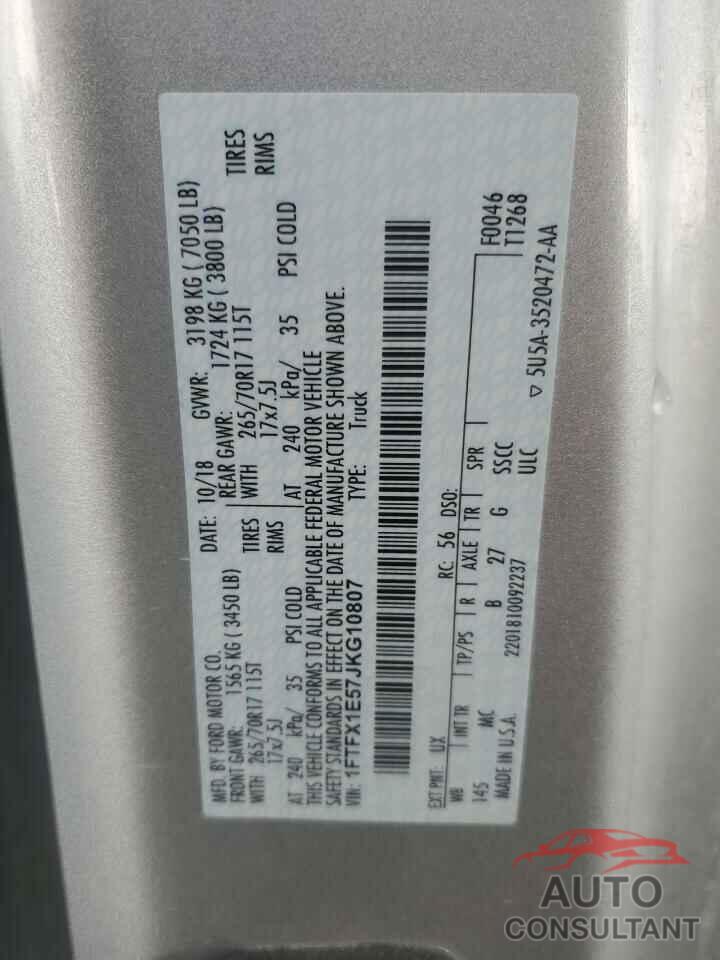 MFD. BY FORD MOTOR CO.
DATE: 10/18 GVWR: 3198 KG ( 7050 LB)
FRONT GAWR: 1565 KG ( 3450 LB)
REAR GAWR: 1724 KG ( 3800 LB)
WITH 265/70R17 115T TIRES
WITH 265/70R17 115T TIRES
17x7.5J RIMS
17x7.5J RIMS
AT 240 kPa/ 35 PSI COLD
AT 240 kPa/ 35 PSI COLD
THIS VEHICLE CONFORMS TO ALL APPLICABLE FEDERAL MOTOR VEHICLE
SAFETY STANDARDS IN EFFECT ON THE DATE OF MANUFACTURE SHOWN ABOVE.
VIN: 1FTFX1E57JKG10807 TYPE: Truck
EXT PNT: UX RC: 56 DSO: F0046
T1268
WB INT TR TP/PS R AXLE TR SPR
145 MC B 27 G SSCC
2201810092237 ULC
MADE IN U.S.A. ▽ 5U5A-3520472-AA
AUTO
CONSULTANT